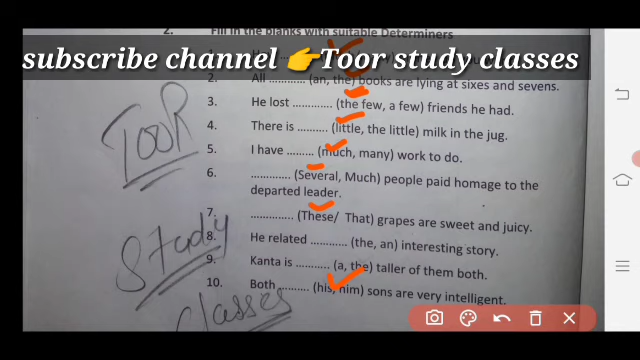 2. Fill in the blanks with suitable Determiners
subscribe channel 👉Toor study classes
2. All ............ (an, the) books are lying at sixes and sevens.
3. He lost ............. (the few, a few) friends he had.
4. There is ......... (little, the little) milk in the jug.
5. I have ......... (much, many) work to do.
6. ............. (Several, Much) people paid homage to the
departed leader.
7. .............. (These/ That) grapes are sweet and juicy.
8. He related ............ (the, an) interesting story.
9. Kanta is ........... (a, the) taller of them both.
10. Both .......... (his, him) sons are very intelligent.
Toor
Study
Classes